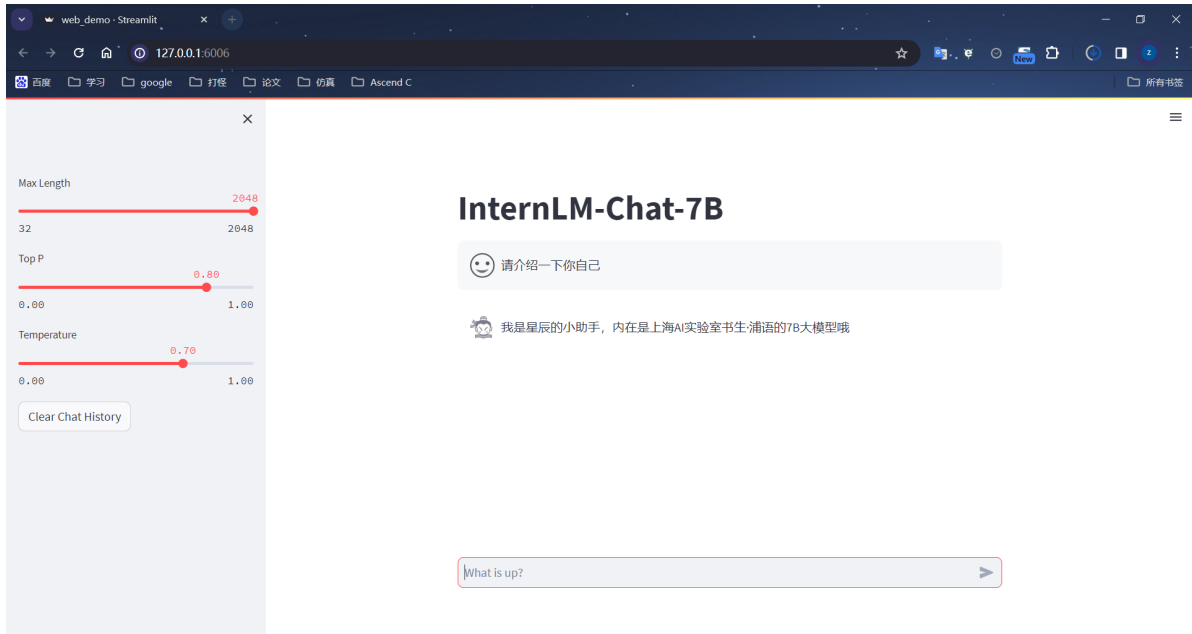 web_demo · Streamlit
127.0.0.1:6006
New
Z
百度 学习 google 打怪 论文 仿真 Ascend C 所有书签
Max Length
2048
32 2048
Top P
0.80
0.00 1.00
Temperature
0.70
0.00 1.00
Clear Chat History
InternLM-Chat-7B
请介绍一下你自己
我是星辰的小助手，内在是上海AI实验室书生·浦语的7B大模型哦
What is up?